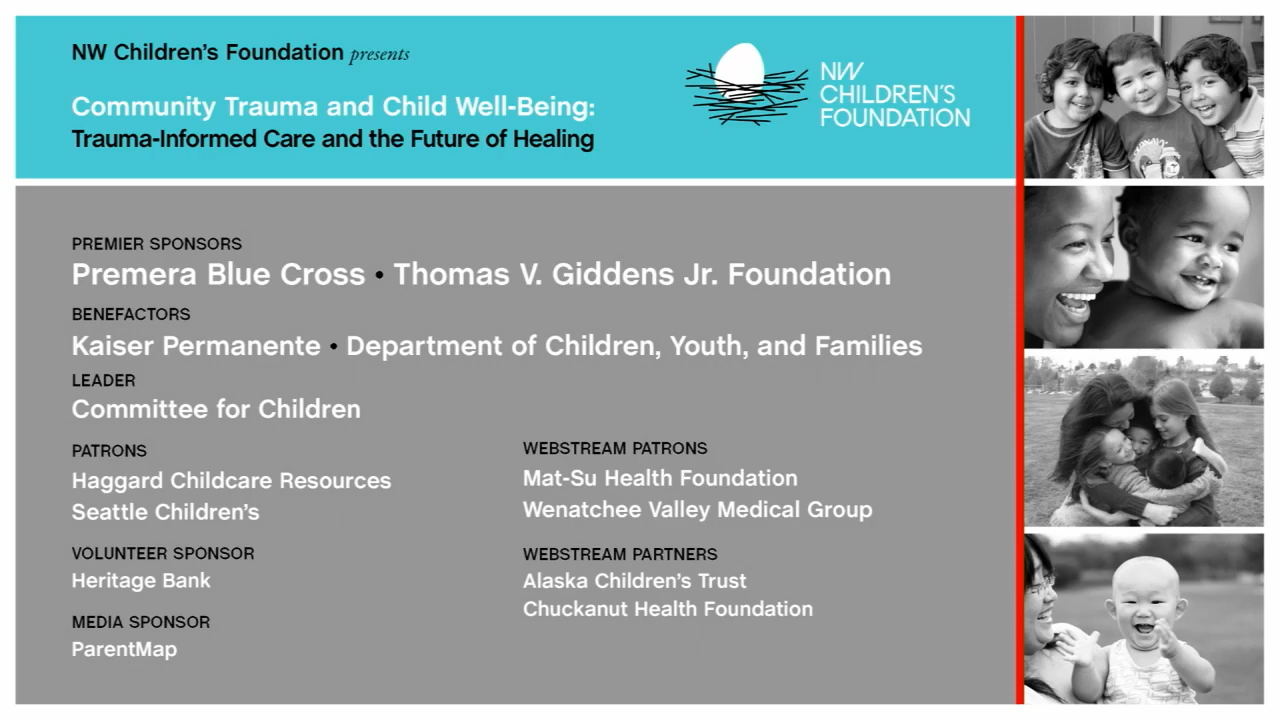 NW Children's Foundation presents
Community Trauma and Child Well-Being:
Trauma-Informed Care and the Future of Healing
NW
CHILDREN'S
FOUNDATION
PREMIER SPONSORS
Premera Blue Cross • Thomas V. Giddens Jr. Foundation
BENEFACTORS
Kaiser Permanente • Department of Children, Youth, and Families
LEADER
Committee for Children
PATRONS
Haggard Childcare Resources
Seattle Children's
VOLUNTEER SPONSOR
Heritage Bank
MEDIA SPONSOR
ParentMap
WEBSTREAM PATRONS
Mat-Su Health Foundation
Wenatchee Valley Medical Group
WEBSTREAM PARTNERS
Alaska Children's Trust
Chuckanut Health Foundation